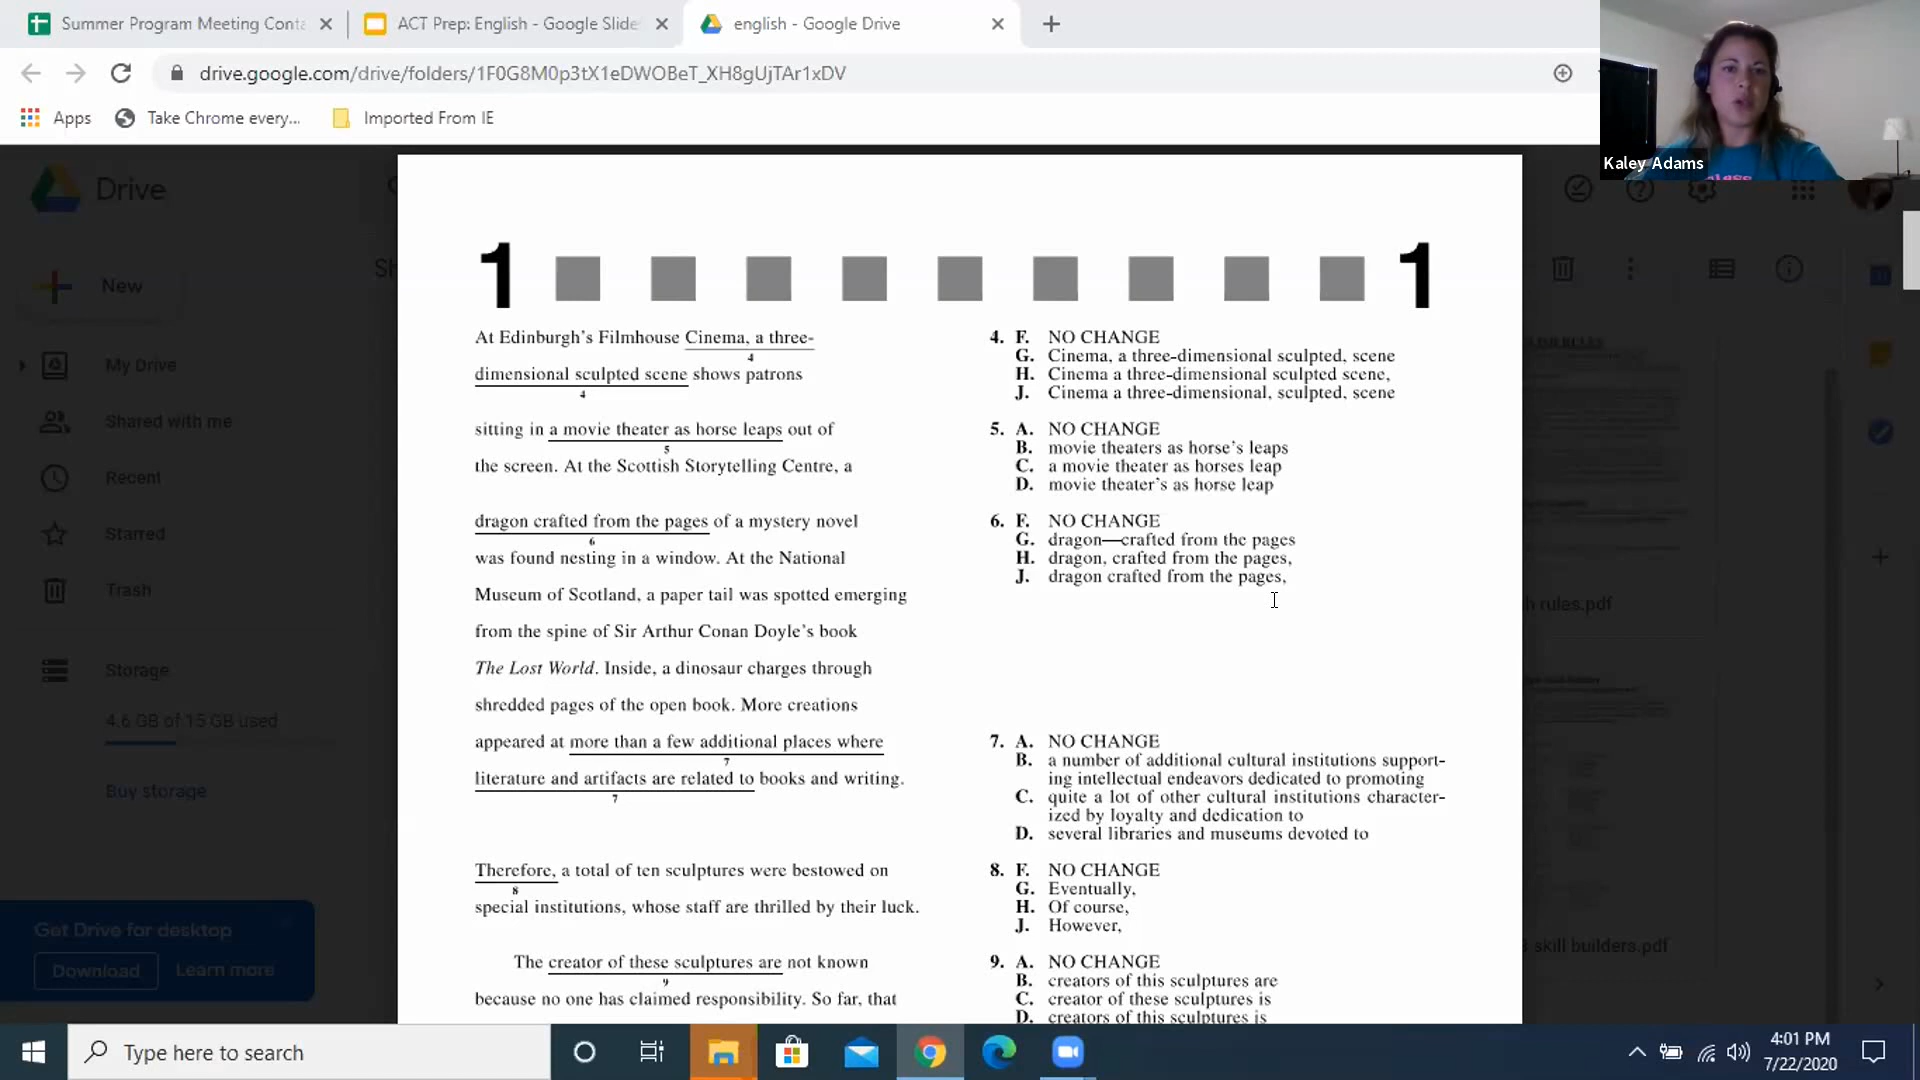 Summer Program Meeting Conta
ACT Prep: English - Google Slide
english - Google Drive
drive.google.com/drive/folders/1F0G8M0p3tX1eDWOBeT_XH8gUjTAr1xDV
Apps
Take Chrome every...
Imported From IE
Kaley Adams
Drive
New
My Drive
Shared with me
Recent
Starred
Trash
Storage
4.6 GB of 15 GB used
Buy storage
Get Drive for desktop
Download
Learn more
1 1
At Edinburgh's Filmhouse Cinema, a three-
4
dimensional sculpted scene shows patrons
4
sitting in a movie theater as horse leaps out of
5
the screen. At the Scottish Storytelling Centre, a
dragon crafted from the pages of a mystery novel
6
was found nesting in a window. At the National
Museum of Scotland, a paper tail was spotted emerging
from the spine of Sir Arthur Conan Doyle's book
The Lost World. Inside, a dinosaur charges through
shredded pages of the open book. More creations
appeared at more than a few additional places where
7
literature and artifacts are related to books and writing.
7
Therefore, a total of ten sculptures were bestowed on
8
special institutions, whose staff are thrilled by their luck.
The creator of these sculptures are not known
9
because no one has claimed responsibility. So far, that
4. F. NO CHANGE
G. Cinema, a three-dimensional sculpted, scene
H. Cinema a three-dimensional sculpted scene,
J. Cinema a three-dimensional, sculpted, scene
5. A. NO CHANGE
B. movie theaters as horse's leaps
C. a movie theater as horses leap
D. movie theater's as horse leap
6. F. NO CHANGE
G. dragon—crafted from the pages
H. dragon, crafted from the pages,
J. dragon crafted from the pages,
7. A. NO CHANGE
B. a number of additional cultural institutions support-
ing intellectual endeavors dedicated to promoting
C. quite a lot of other cultural institutions character-
ized by loyalty and dedication to
D. several libraries and museums devoted to
8. F. NO CHANGE
G. Eventually,
H. Of course,
J. However,
9. A. NO CHANGE
B. creators of this sculptures are
C. creator of these sculptures is
D. creators of this sculptures is
rules.pdf
skill builders.pdf
Type here to search
4:01 PM
7/22/2020